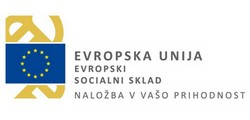 EVROPSKA UNIJA
EVROPSKI
SOCIALNI SKLAD
NALOŽBA V VAŠO PRIHODNOST